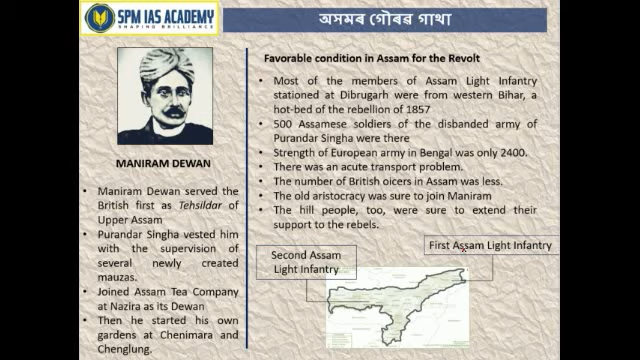 SPM IAS ACADEMY
SHAPING BRILLIANCE
অসমৰ গৌৰৱ গাথা
MANIRAM DEWAN
• Maniram Dewan served the
British first as Tehsildar of
Upper Assam
• Purandar Singha vested him
with the supervision of
several newly created
mauzas.
• Joined Assam Tea Company
at Nazira as its Dewan
• Then he started his own
gardens at Chenimara and
Chenglung.
Favorable condition in Assam for the Revolt
• Most of the members of Assam Light Infantry
stationed at Dibrugarh were from western Bihar, a
hot-bed of the rebellion of 1857
• 500 Assamese soldiers of the disbanded army of
Purandar Singha were there
• Strength of European army in Bengal was only 2400.
• There was an acute transport problem.
• The number of British oicers in Assam was less.
• The old aristocracy was sure to join Maniram
• The hill people, too, were sure to extend their
support to the rebels.
Second Assam
Light Infantry
First Assam Light Infantry